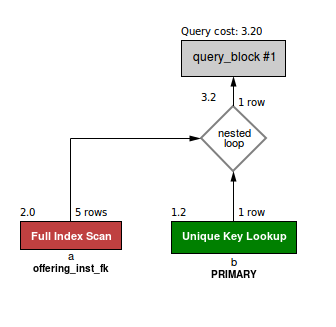 Query cost: 3.20
query_block #1
3.2
1 row
nested
loop
2.0
5 rows
1.2
1 row
Full Index Scan
Unique Key Lookup
a
offering_inst_fk
b
PRIMARY